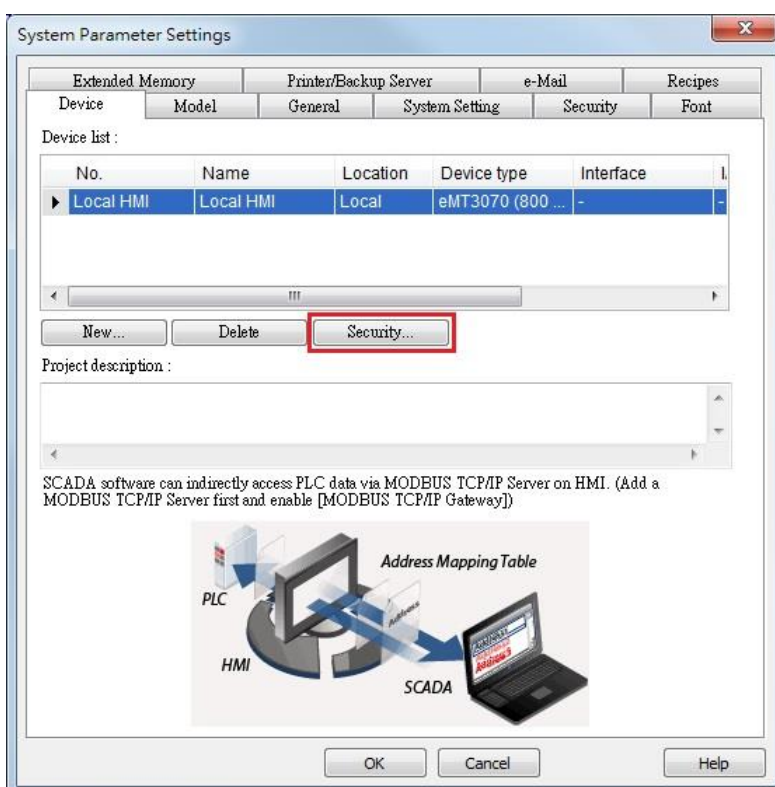 System Parameter Settings
Extended Memory Printer/Backup Server e-Mail Recipes
Device Model General System Setting Security Font
Device list :
No. Name Location Device type Interface I.
Local HMI Local HMI Local eMT3070 (800 ... - -
New... Delete Security...
Project description :
SCADA software can indirectly access PLC data via MODBUS TCP/IP Server on HMI. (Add a
MODBUS TCP/IP Server first and enable [MODBUS TCP/IP Gateway])
Address Mapping Table
PLC
Address
HMI
Address
Address
SCADA
OK Cancel Help